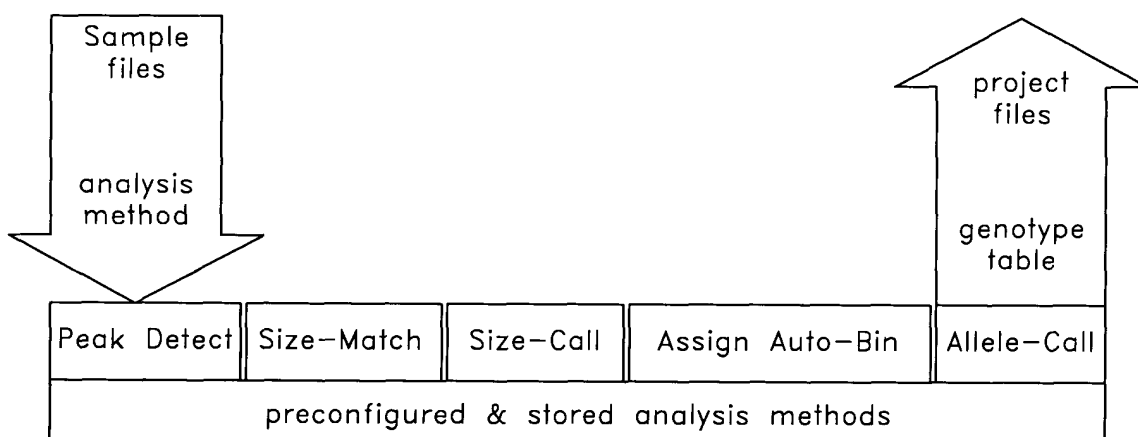 Sample
files
analysis
method
project
files
genotype
table
Peak Detect
Size-Match
Size-Call
Assign Auto-Bin
Allele-Call
preconfigured & stored analysis methods